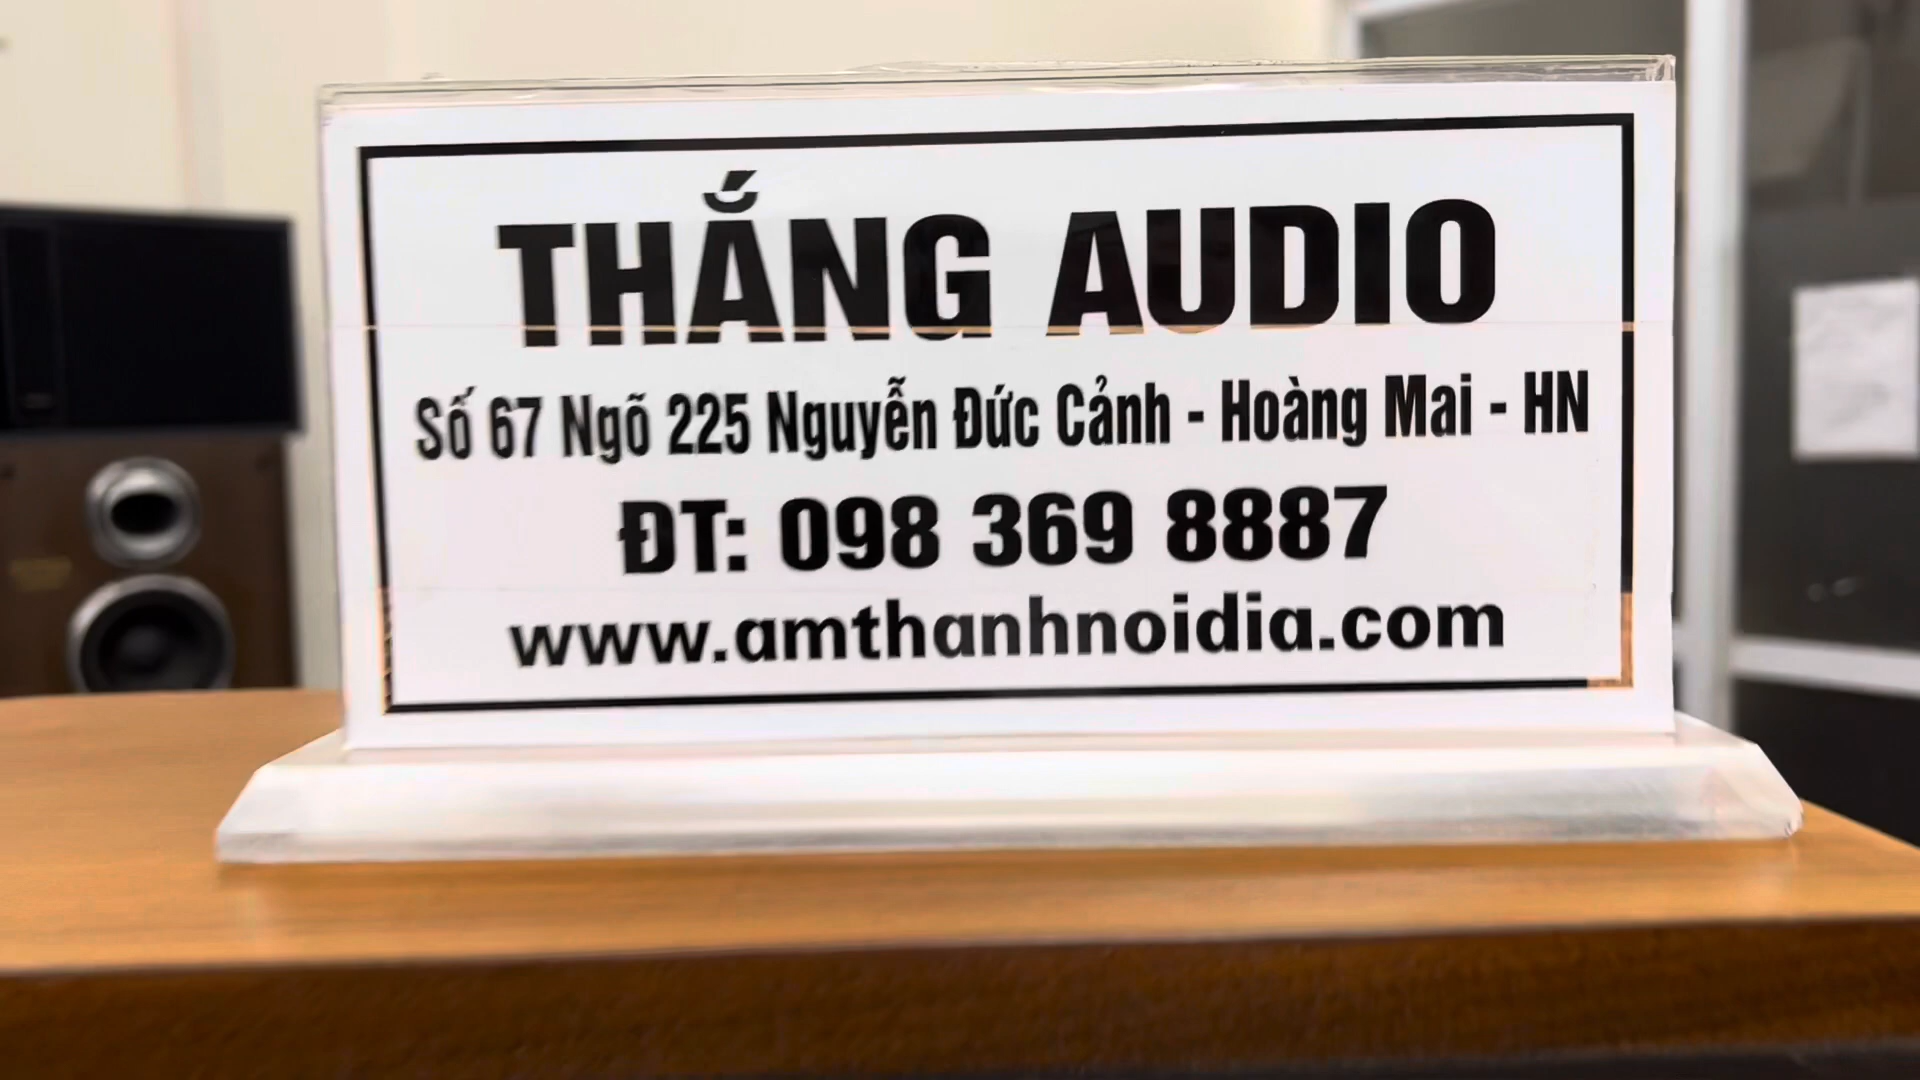 THẮNG AUDIO
Số 67 Ngõ 225 Nguyễn Đức Cảnh - Hoàng Mai - HN
ĐT: 098 369 8887
www.amthanhnoidia.com